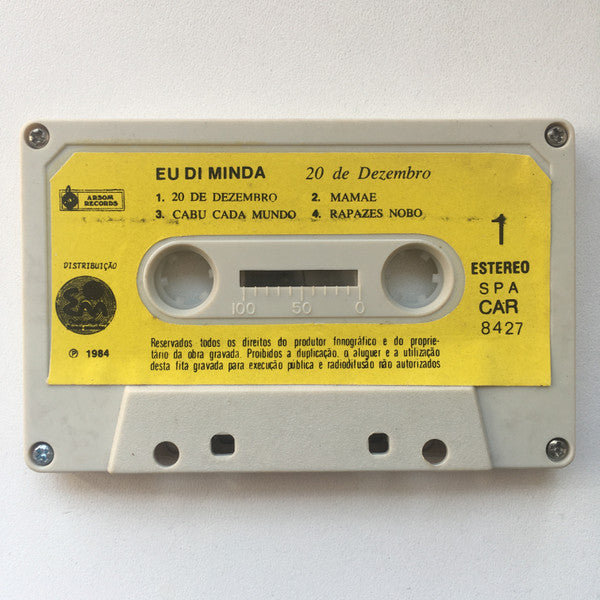 EU DI MINDA 20 de Dezembro
1. 20 DE DEZEMBRO 2. MAMAE
3. CABU CADA MUNDO 4. RAPAZES NOBO
ARSOM
RECORDS
1
DISTRIBUIÇÃO
ESTEREO
SPA
CAR
8427
100 50 0
℗ 1984
Reservados todos os direitos do produtor fonográfico e do proprie-
tário da obra gravada. Proibidos a duplicação, o aluguer e a utilização
desta fita gravada para execução pública e radiodifusão não autorizados